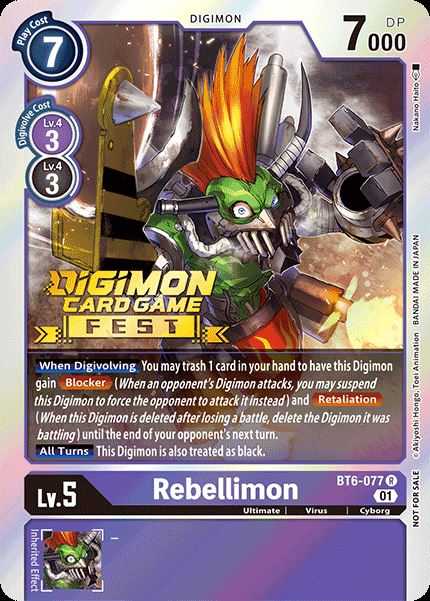 DIGIMON
Play Cost
7
7000
DP
Digivolve Cost
Lv.4
3
Lv.4
3
Nakano Haito
DIGIMON
CARD GAME
FEST
When Digivolving You may trash 1 card in your hand to have this Digimon
gain Blocker (When an opponent's Digimon attacks, you may suspend
this Digimon to force the opponent to attack it instead) and Retaliation
(When this Digimon is deleted after losing a battle, delete the Digimon it was
battling) until the end of your opponent's next turn.
All Turns This Digimon is also treated as black.
©Akiyoshi Hongo, Toei Animation BANDAI MADE IN JAPAN
NOT FOR SALE
Lv.5
Rebellimon
BT6-077 R
01
Ultimate | Virus | Cyborg
Inherited Effect
-